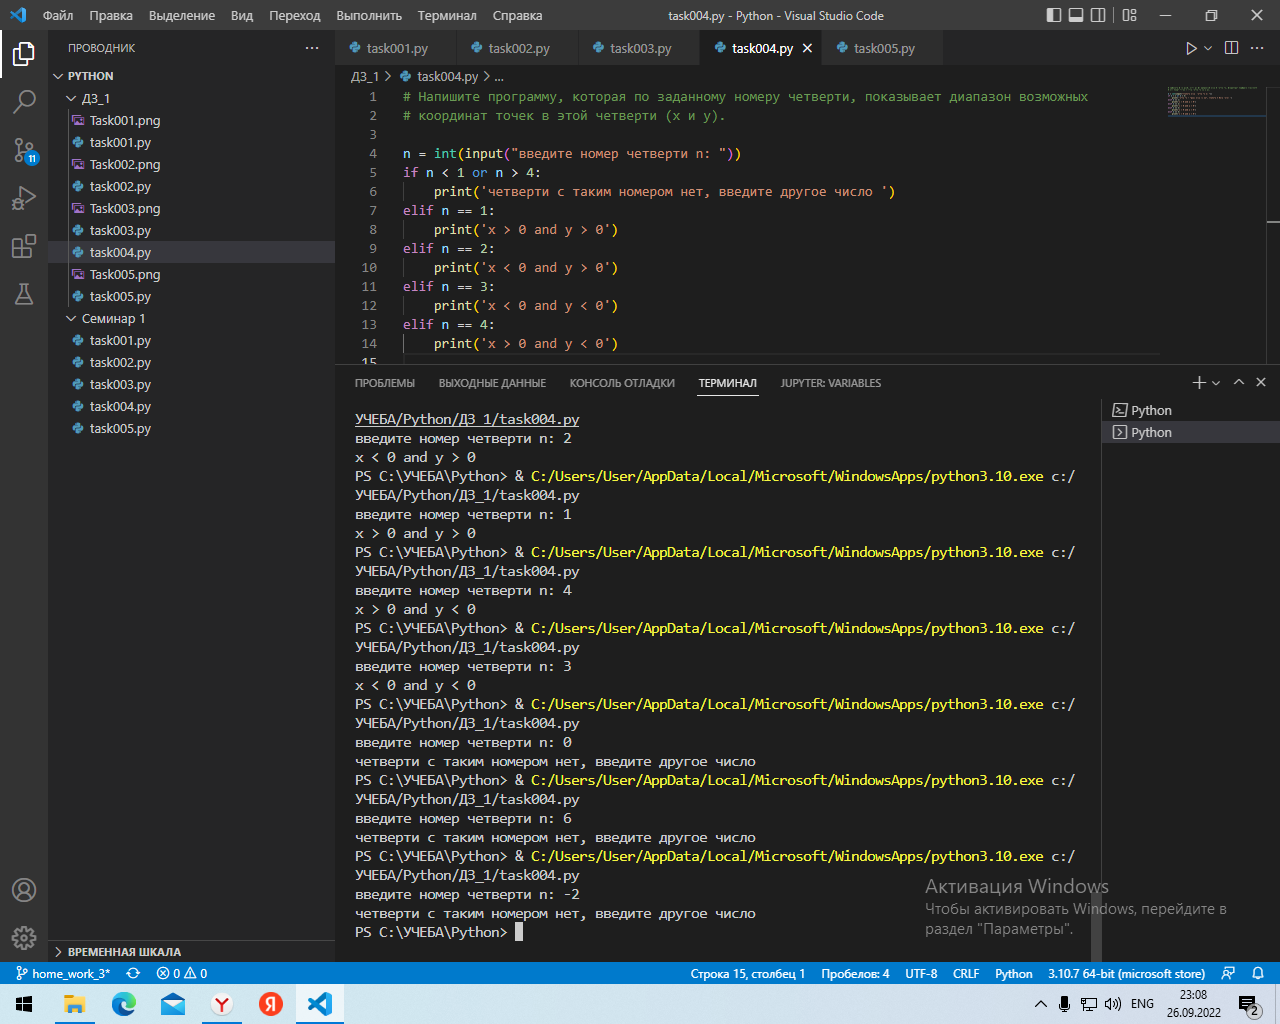 Файл Правка Выделение Вид Переход Выполнить Терминал Справка task004.py - Python - Visual Studio Code
ПРОВОДНИК
PYTHON
ДЗ_1
Task001.png
task001.py
Task002.png
task002.py
Task003.png
task003.py
task004.py
Task005.png
task005.py
Семинар 1
task001.py
task002.py
task003.py
task004.py
task005.py
ВРЕМЕННАЯ ШКАЛА
11
task001.py task002.py task003.py task004.py task005.py
ДЗ_1 > task004.py > ...
1 # Напишите программу, которая по заданному номеру четверти, показывает диапазон возможных
2 # координат точек в этой четверти (x и y).
3
4 n = int(input("введите номер четверти n: "))
5 if n < 1 or n > 4:
6 print('четверти с таким номером нет, введите другое число ')
7 elif n == 1:
8 print('x > 0 and y > 0')
9 elif n == 2:
10 print('x < 0 and y > 0')
11 elif n == 3:
12 print('x < 0 and y < 0')
13 elif n == 4:
14 print('x > 0 and y < 0')
15
ПРОБЛЕМЫ ВЫХОДНЫЕ ДАННЫЕ КОНСОЛЬ ОТЛАДКИ ТЕРМИНАЛ JUPYTER: VARIABLES
Python
Python
УЧЕБА/Python/ДЗ_1/task004.py
введите номер четверти n: 2
x < 0 and y > 0
PS C:\УЧЕБА\Python> & C:/Users/User/AppData/Local/Microsoft/WindowsApps/python3.10.exe c:/
УЧЕБА/Python/ДЗ_1/task004.py
введите номер четверти n: 1
x > 0 and y > 0
PS C:\УЧЕБА\Python> & C:/Users/User/AppData/Local/Microsoft/WindowsApps/python3.10.exe c:/
УЧЕБА/Python/ДЗ_1/task004.py
введите номер четверти n: 4
x > 0 and y < 0
PS C:\УЧЕБА\Python> & C:/Users/User/AppData/Local/Microsoft/WindowsApps/python3.10.exe c:/
УЧЕБА/Python/ДЗ_1/task004.py
введите номер четверти n: 3
x < 0 and y < 0
PS C:\УЧЕБА\Python> & C:/Users/User/AppData/Local/Microsoft/WindowsApps/python3.10.exe c:/
УЧЕБА/Python/ДЗ_1/task004.py
введите номер четверти n: 0
четверти с таким номером нет, введите другое число
PS C:\УЧЕБА\Python> & C:/Users/User/AppData/Local/Microsoft/WindowsApps/python3.10.exe c:/
УЧЕБА/Python/ДЗ_1/task004.py
введите номер четверти n: 6
четверти с таким номером нет, введите другое число
PS C:\УЧЕБА\Python> & C:/Users/User/AppData/Local/Microsoft/WindowsApps/python3.10.exe c:/
УЧЕБА/Python/ДЗ_1/task004.py
введите номер четверти n: -2
четверти с таким номером нет, введите другое число
PS C:\УЧЕБА\Python>
Активация Windows
Чтобы активировать Windows, перейдите в
раздел "Параметры".
home_work_3* 0 0 Строка 15, столбец 1 Пробелов: 4 UTF-8 CRLF Python 3.10.7 64-bit (microsoft store)
Y Я ENG 23:08
26.09.2022
2